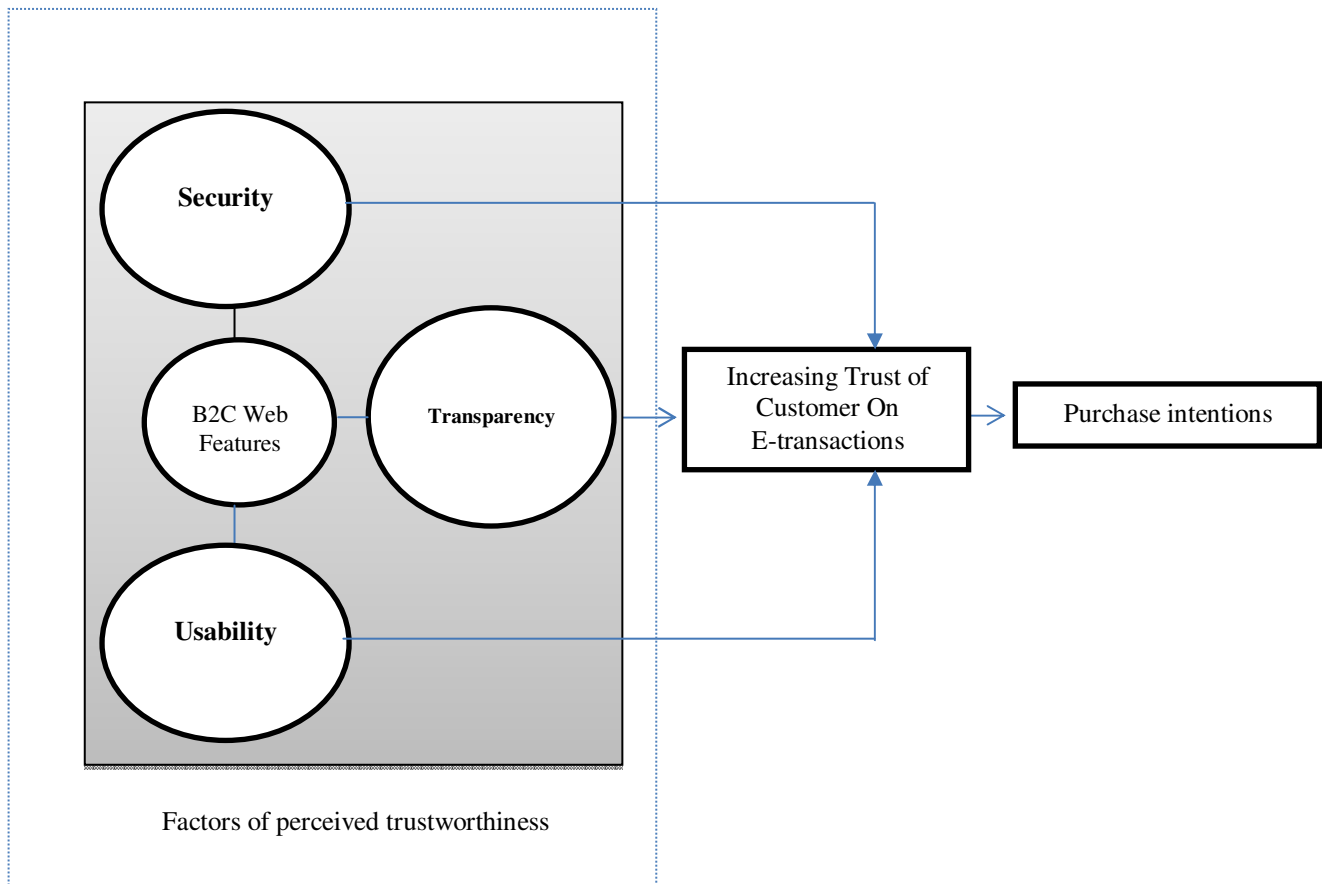 Security
B2C Web
Features
Transparency
Usability
Increasing Trust of
Customer On
E-transactions
Purchase intentions
Factors of perceived trustworthiness